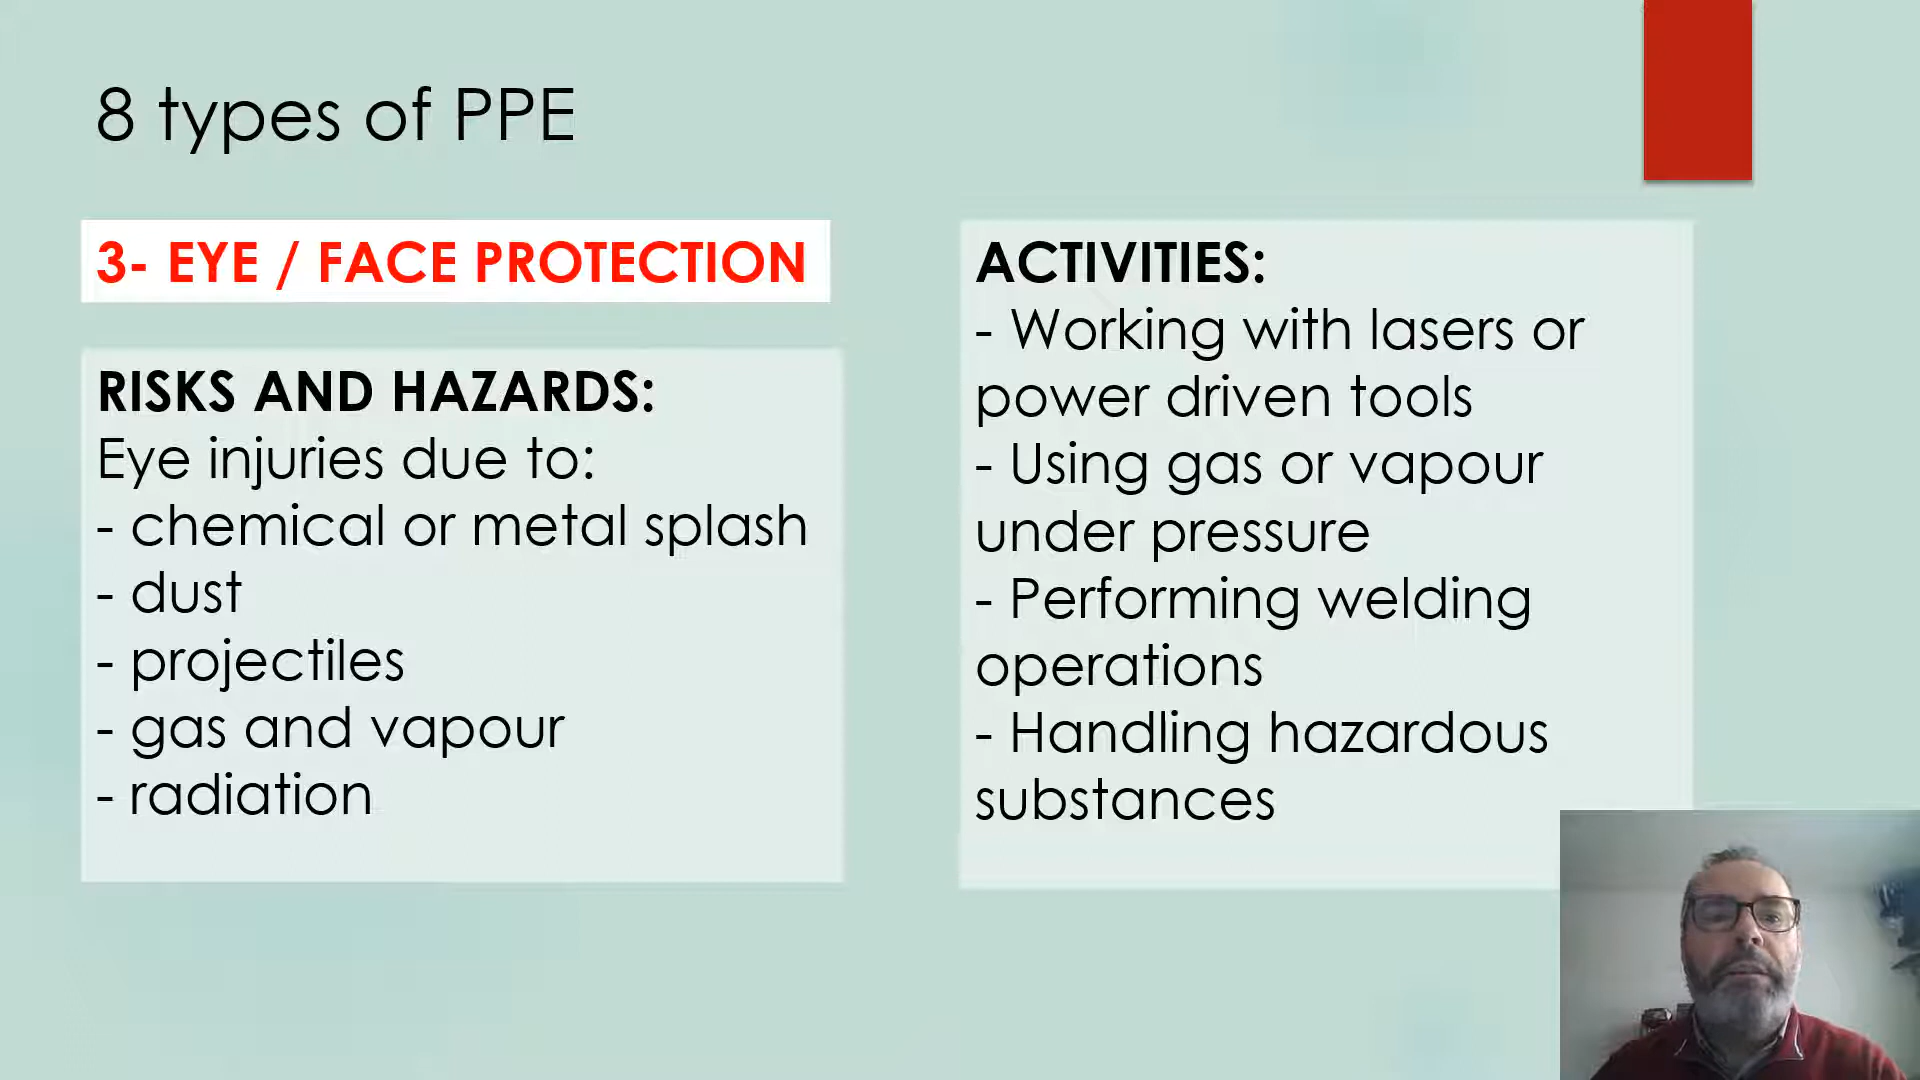 8 types of PPE
3- EYE / FACE PROTECTION
RISKS AND HAZARDS:
Eye injuries due to:
- chemical or metal splash
- dust
- projectiles
- gas and vapour
- radiation
ACTIVITIES:
- Working with lasers or
power driven tools
- Using gas or vapour
under pressure
- Performing welding
operations
- Handling hazardous
substances